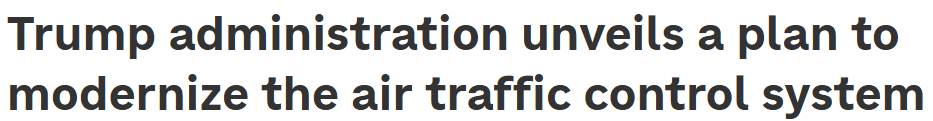 Trump administration unveils a plan to
modernize the air traffic control system